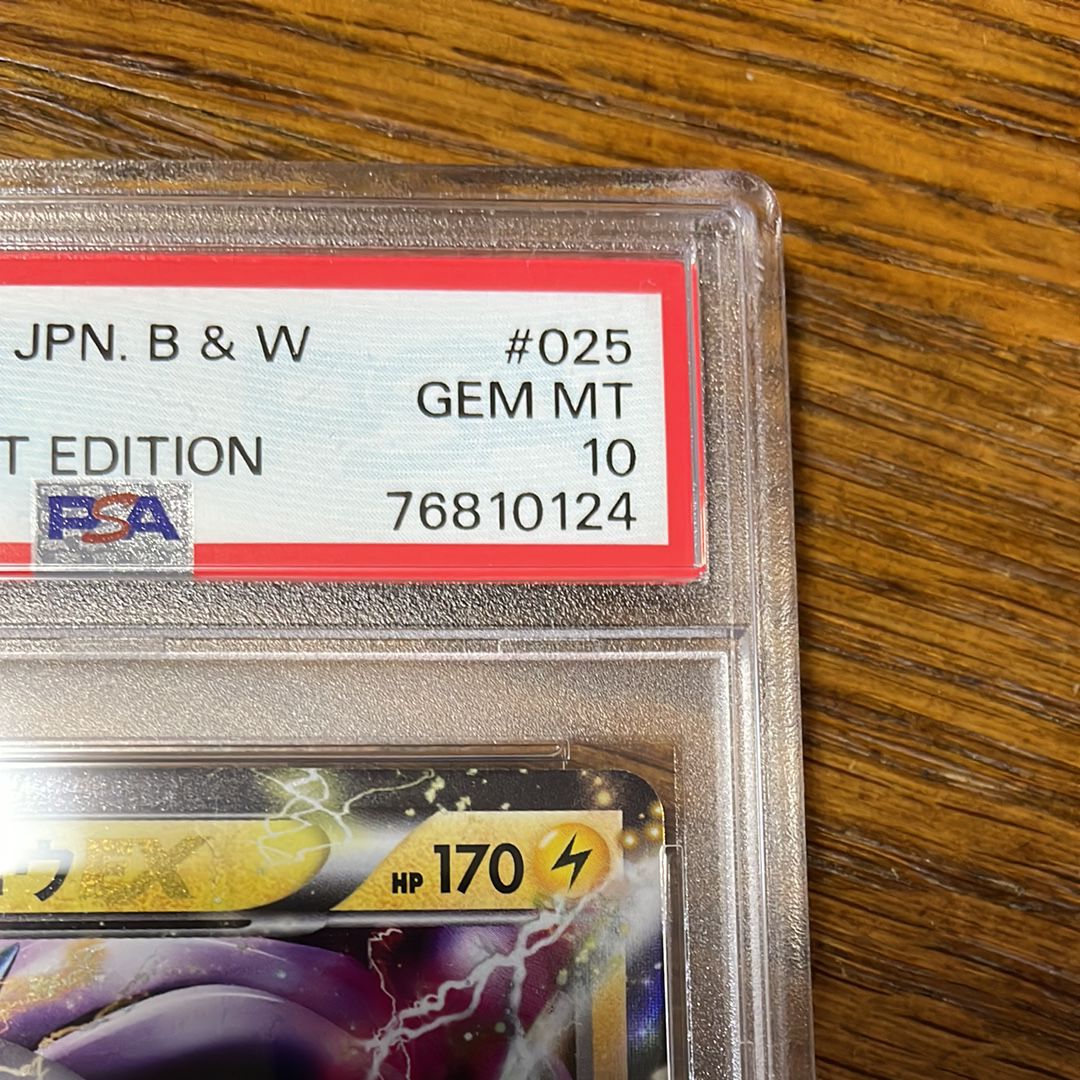 JPN. B & W #025
GEM MT
T EDITION 10
PSA 76810124
ウEX HP 170